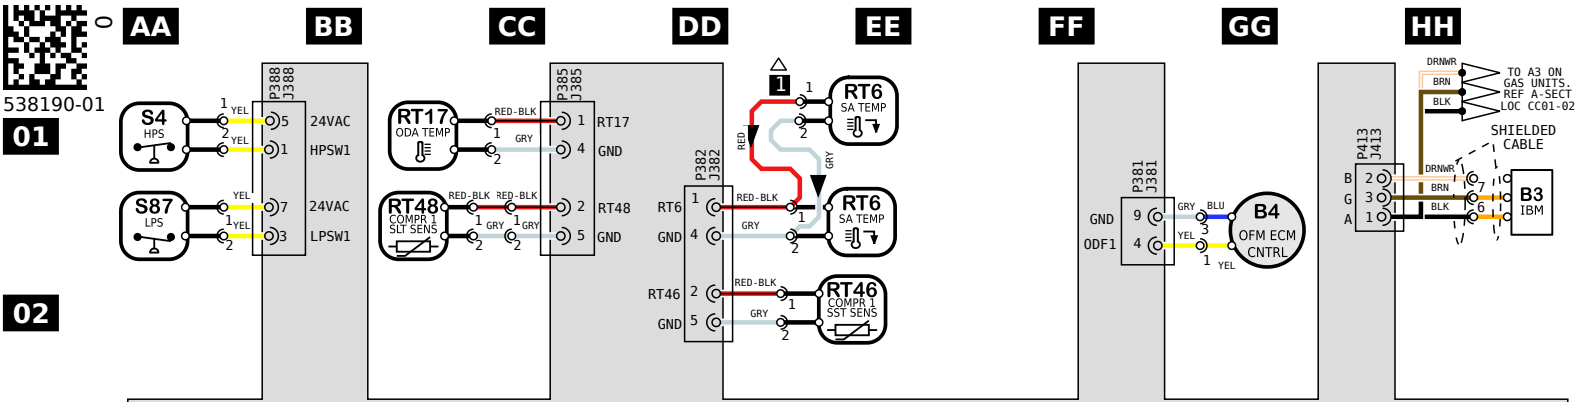 0
AA
BB
CC
DD
EE
FF
GG
HH
538190-01
01
02
S4
HPS
1
YEL
2
YEL
P388
J388
5
24VAC
1
HPSW1
S87
LPS
YEL
1
YEL
2
7
24VAC
3
LPSW1
RT17
ODA TEMP
RED-BLK
1
GRY
2
P385
J385
1
RT17
4
GND
RT48
COMPR 1
SLT SENS
RED-BLK
RED-BLK
1
1
GRY
GRY
2
2
2
RT48
5
GND
P382
J382
RT6
1
RED-BLK
1
GND
4
GRY
2
RT46
2
RED-BLK
1
GND
5
GRY
2
1
RED
GRY
1
2
RT6
SA TEMP
RT6
SA TEMP
RT46
COMPR 1
SST SENS
P381
J381
GND
9
GRY
BLU
3
ODF1
4
YEL
1
YEL
B4
OFM ECM
CNTRL
P413
J413
B
2
G
3
A
1
DRNWR
BRN
BLK
DRNWR
BRN
BLK
7
6
TO A3 ON
GAS UNITS.
REF A-SECT
LOC CC01-02
SHIELDED
CABLE
B3
IBM